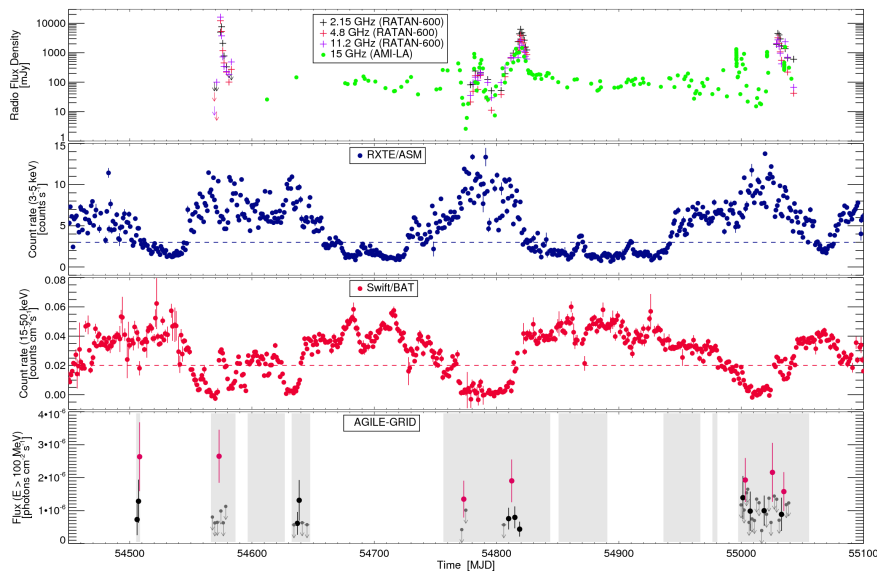 Radio Flux Density
[mJy]
10000
1000
100
10
1
+ 2.15 GHz (RATAN-600)
+ 4.8 GHz (RATAN-600)
+ 11.2 GHz (RATAN-600)
15 GHz (AMI-LA)
Count rate (3-5 keV)
[counts s⁻¹]
15
10
5
0
RXTE/ASM
Count rate (15-50 keV)
[counts cm⁻²s⁻¹]
0.08
0.06
0.04
0.02
0.00
Swift/BAT
Flux (E > 100 MeV)
[photons cm⁻² s⁻¹]
4×10⁻⁶
3×10⁻⁶
2×10⁻⁶
1×10⁻⁶
0
AGILE-GRID
54500 54600 54700 54800 54900 55000 55100
Time [MJD]